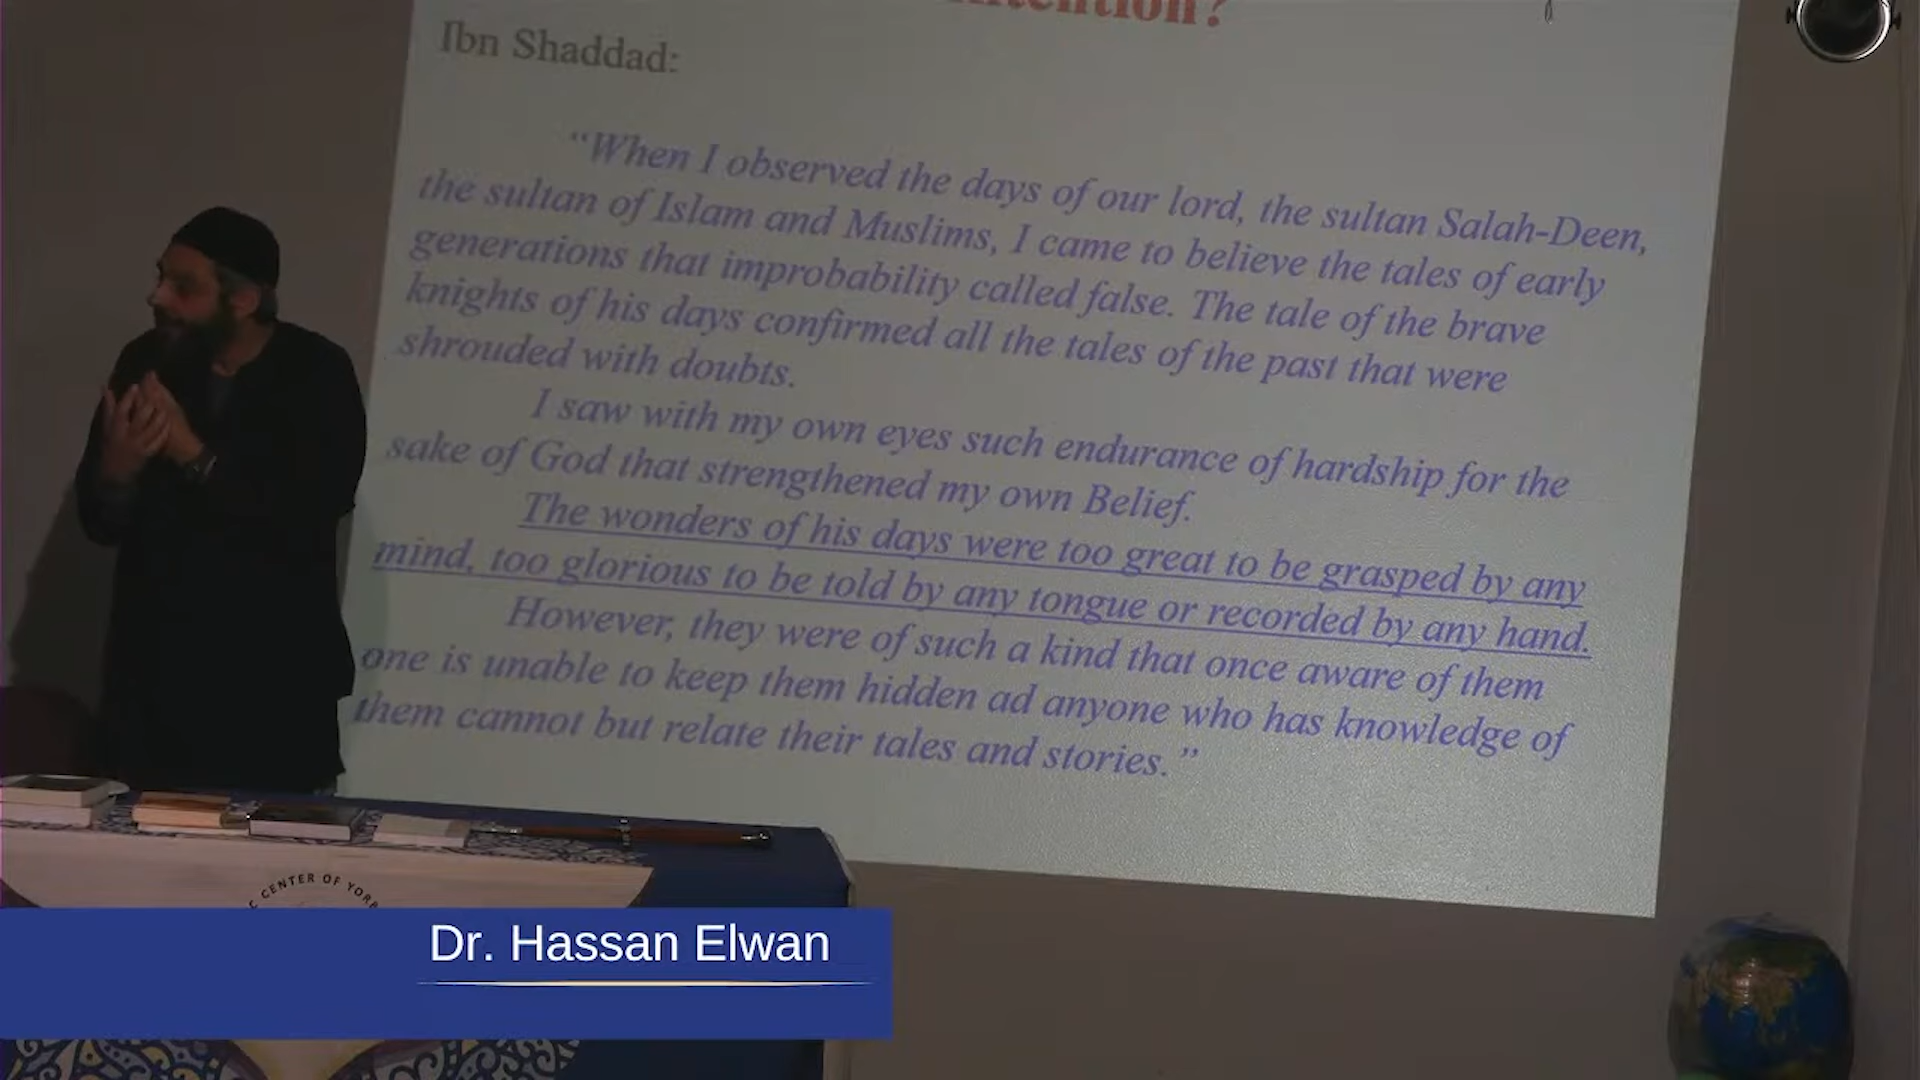 Ibn Shaddad:
“When I observed the days of our lord, the sultan Salah-Deen,
the sultan of Islam and Muslims, I came to believe the tales of early
generations that improbability called false. The tale of the brave
knights of his days confirmed all the tales of the past that were
shrouded with doubts.
I saw with my own eyes such endurance of hardship for the
sake of God that strengthened my own Belief.
The wonders of his days were too great to be grasped by any
mind, too glorious to be told by any tongue or recorded by any hand.
However, they were of such a kind that once aware of them
one is unable to keep them hidden ad anyone who has knowledge of
them cannot but relate their tales and stories.”
CENTER OF
Dr. Hassan Elwan